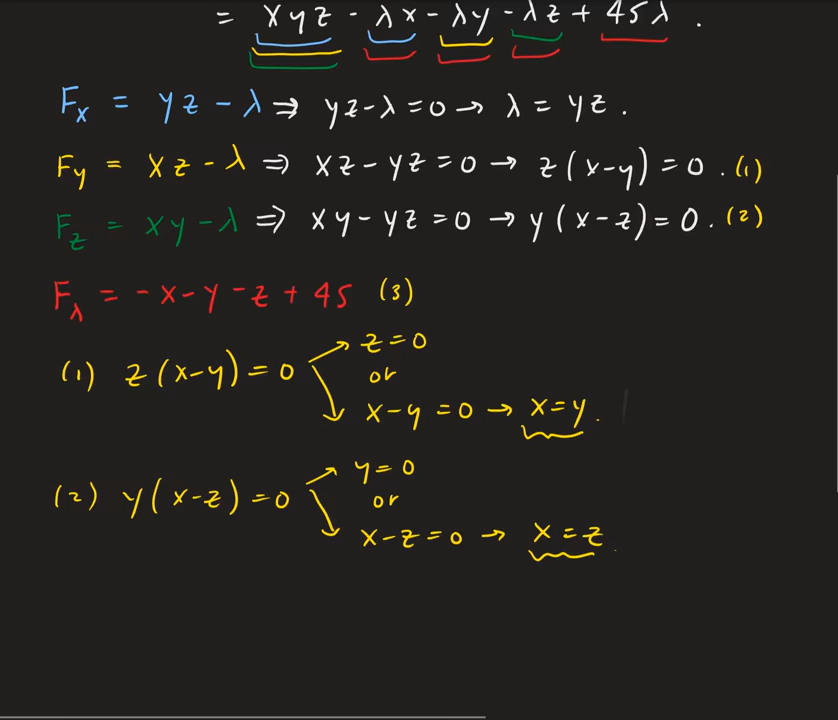 = xyz - λx - λy - λz + 45λ .
Fx = yz - λ ⇒ yz - λ = 0 → λ = yz .
Fy = xz - λ ⇒ xz - yz = 0 → z(x-y) = 0 . (1)
Fz = xy - λ ⇒ xy - yz = 0 → y(x-z) = 0 . (2)
Fλ = -x - y - z + 45 (3)
z = 0
(1) z(x-y) = 0
or
x - y = 0 → x = y .
y = 0
(2) y(x-z) = 0
or
x - z = 0 → x = z .